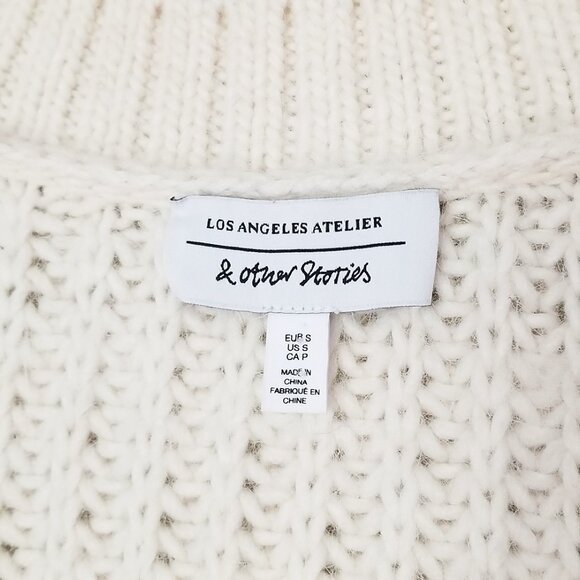 LOS ANGELES ATELIER
& other Stories
EUR S
US S
CA P
MADE IN
CHINA
FABRIQUÉ EN
CHINE